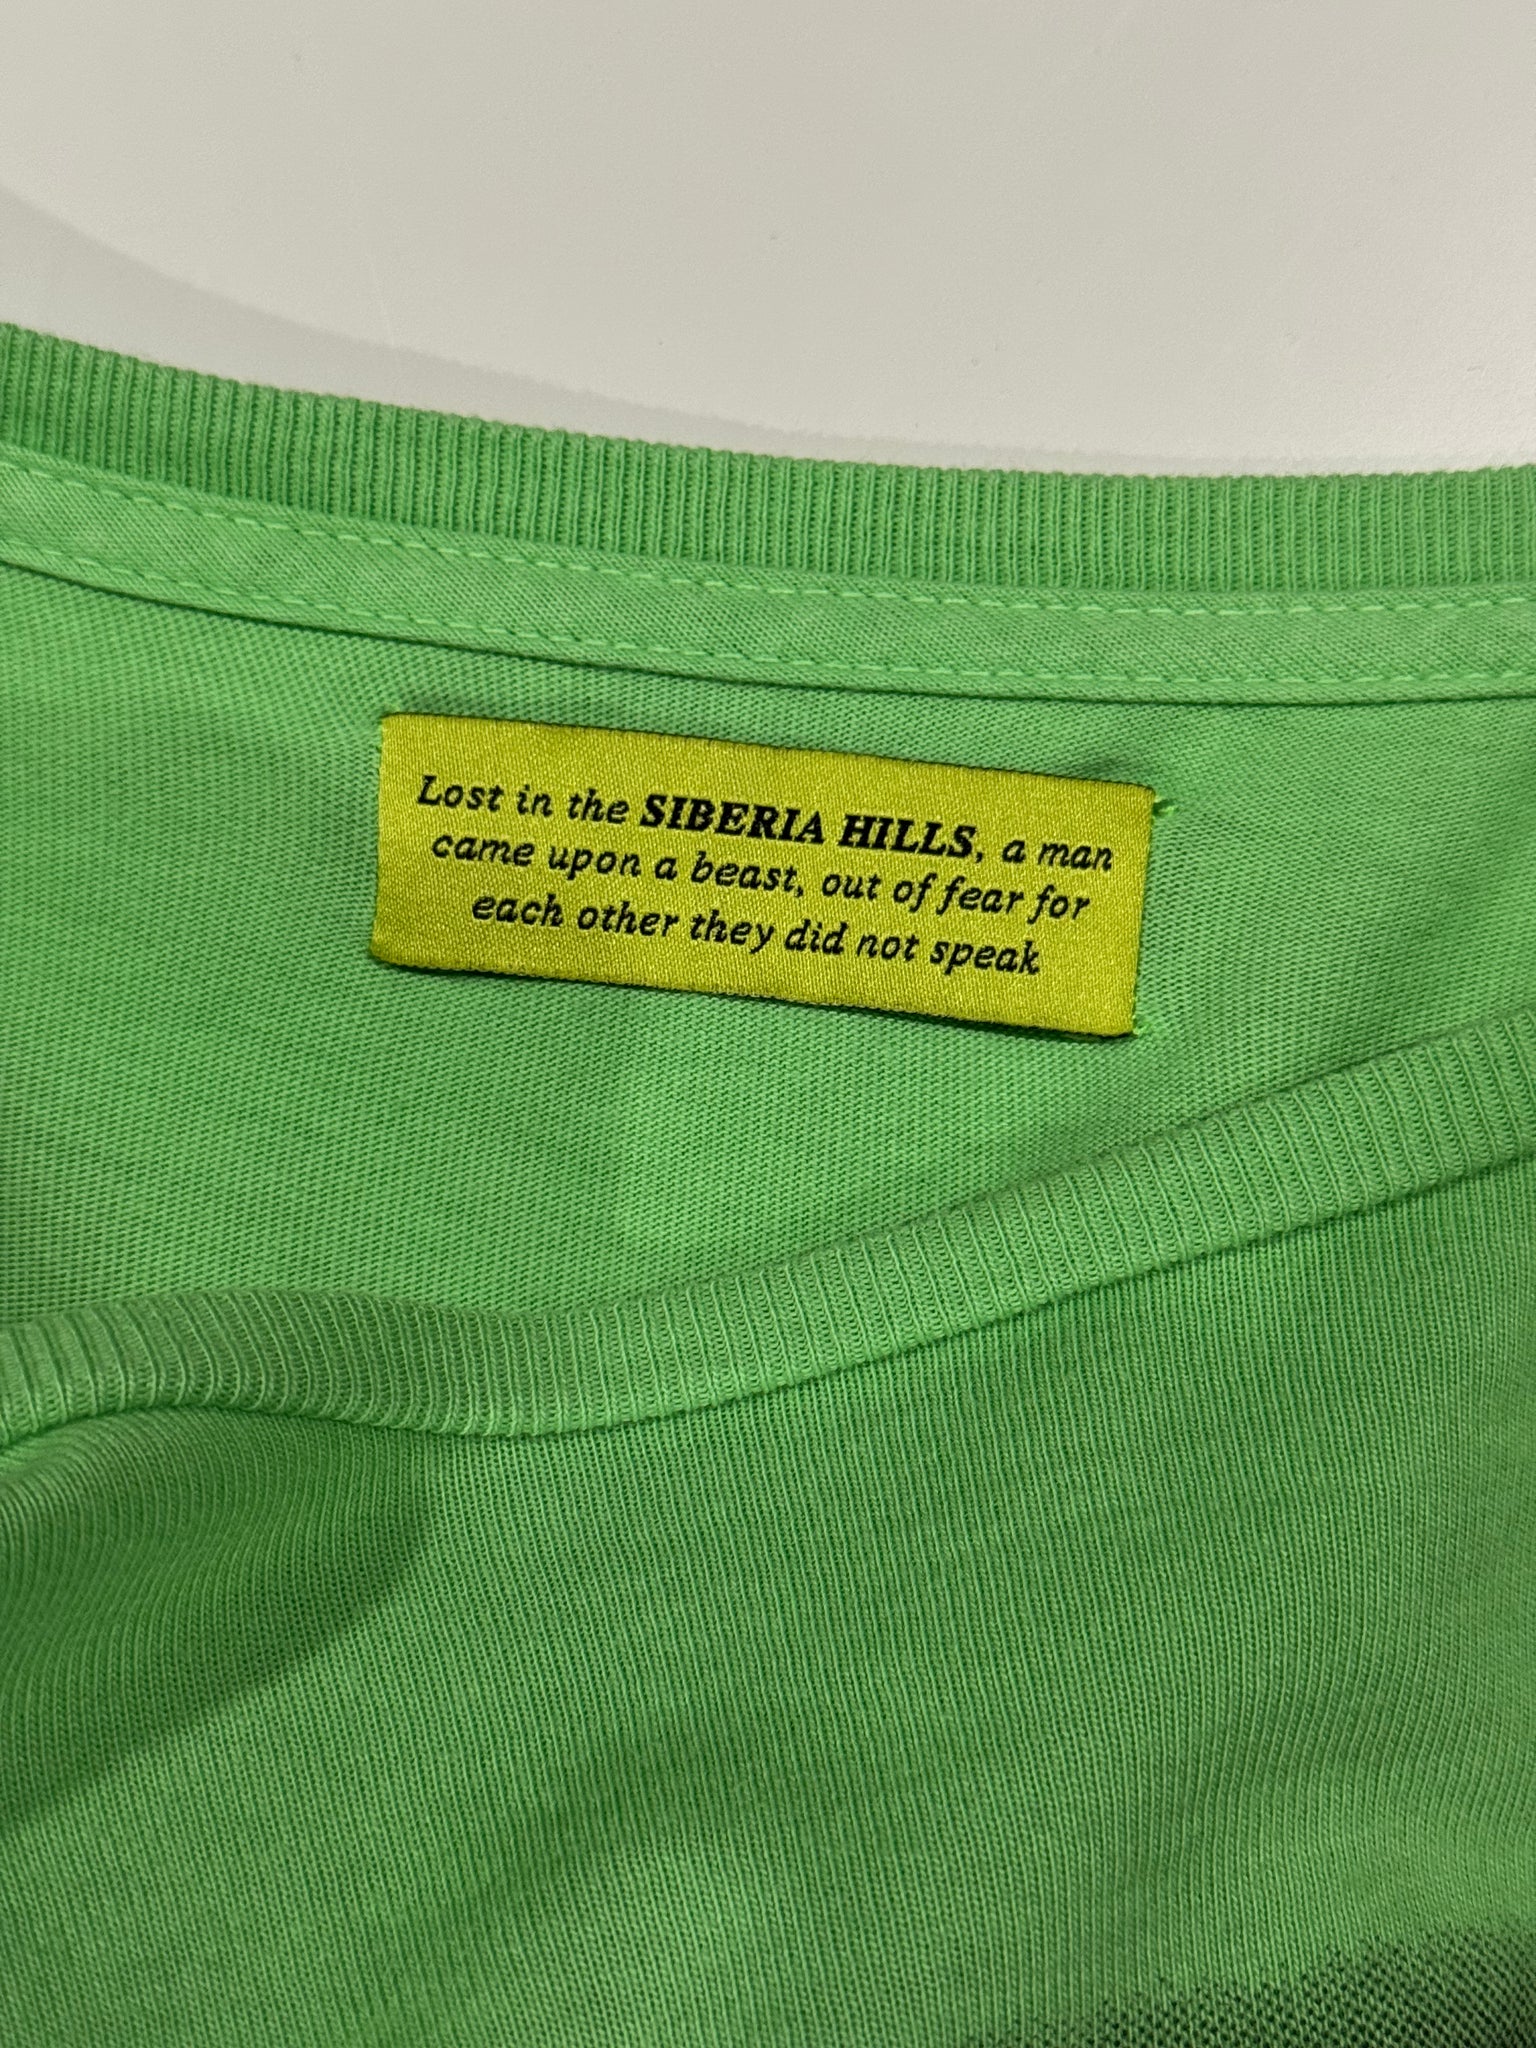 Lost in the SIBERIA HILLS, a man
came upon a beast, out of fear for
each other they did not speak